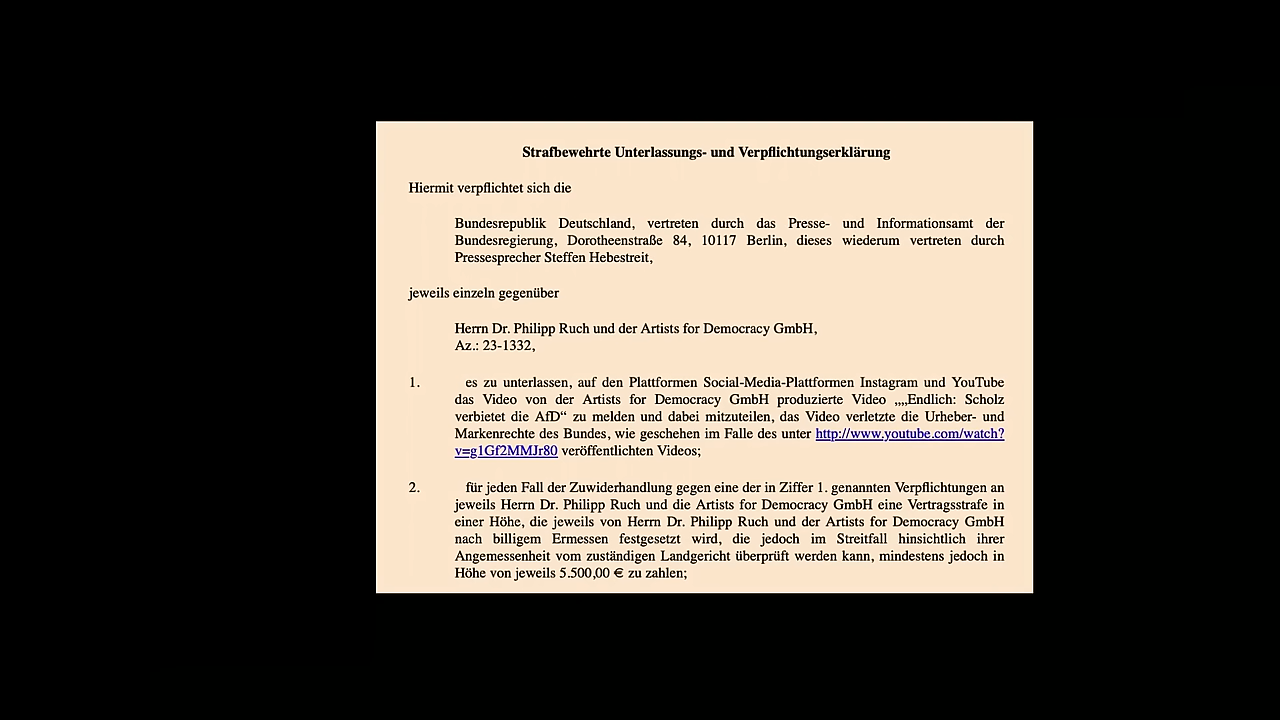 Strafbewehrte Unterlassungs- und Verpflichtungserklärung
Hiermit verpflichtet sich die
Bundesrepublik Deutschland, vertreten durch das Presse- und Informationsamt der
Bundesregierung, Dorotheenstraße 84, 10117 Berlin, dieses wiederum vertreten durch
Pressesprecher Steffen Hebestreit,
jeweils einzeln gegenüber
Herrn Dr. Philipp Ruch und der Artists for Democracy GmbH,
Az.: 23-1332,
1. es zu unterlassen, auf den Plattformen Social-Media-Plattformen Instagram und YouTube
das Video von der Artists for Democracy GmbH produzierte Video „„Endlich: Scholz
verbietet die AfD“ zu melden und dabei mitzuteilen, das Video verletzte die Urheber- und
Markenrechte des Bundes, wie geschehen im Falle des unter http://www.youtube.com/watch?
v=g1Gf2MMJr80 veröffentlichten Videos;
2. für jeden Fall der Zuwiderhandlung gegen eine der in Ziffer 1. genannten Verpflichtungen an
jeweils Herrn Dr. Philipp Ruch und die Artists for Democracy GmbH eine Vertragsstrafe in
einer Höhe, die jeweils von Herrn Dr. Philipp Ruch und der Artists for Democracy GmbH
nach billigem Ermessen festgesetzt wird, die jedoch im Streitfall hinsichtlich ihrer
Angemessenheit vom zuständigen Landgericht überprüft werden kann, mindestens jedoch in
Höhe von jeweils 5.500,00 € zu zahlen;